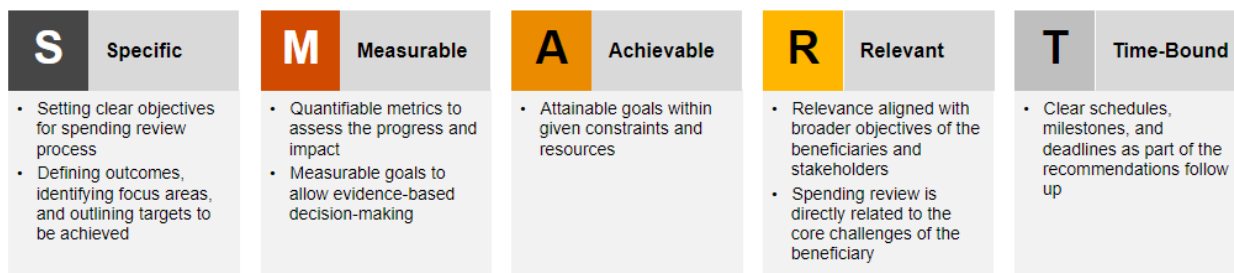 S Specific
• Setting clear objectives
for spending review
process
• Defining outcomes,
identifying focus areas,
and outlining targets to
be achieved
M Measurable
• Quantifiable metrics to
assess the progress and
impact
• Measurable goals to
allow evidence-based
decision-making
A Achievable
• Attainable goals within
given constraints and
resources
R Relevant
• Relevance aligned with
broader objectives of the
beneficiaries and
stakeholders
• Spending review is
directly related to the
core challenges of the
beneficiary
T Time-Bound
• Clear schedules,
milestones, and
deadlines as part of the
recommendations follow
up